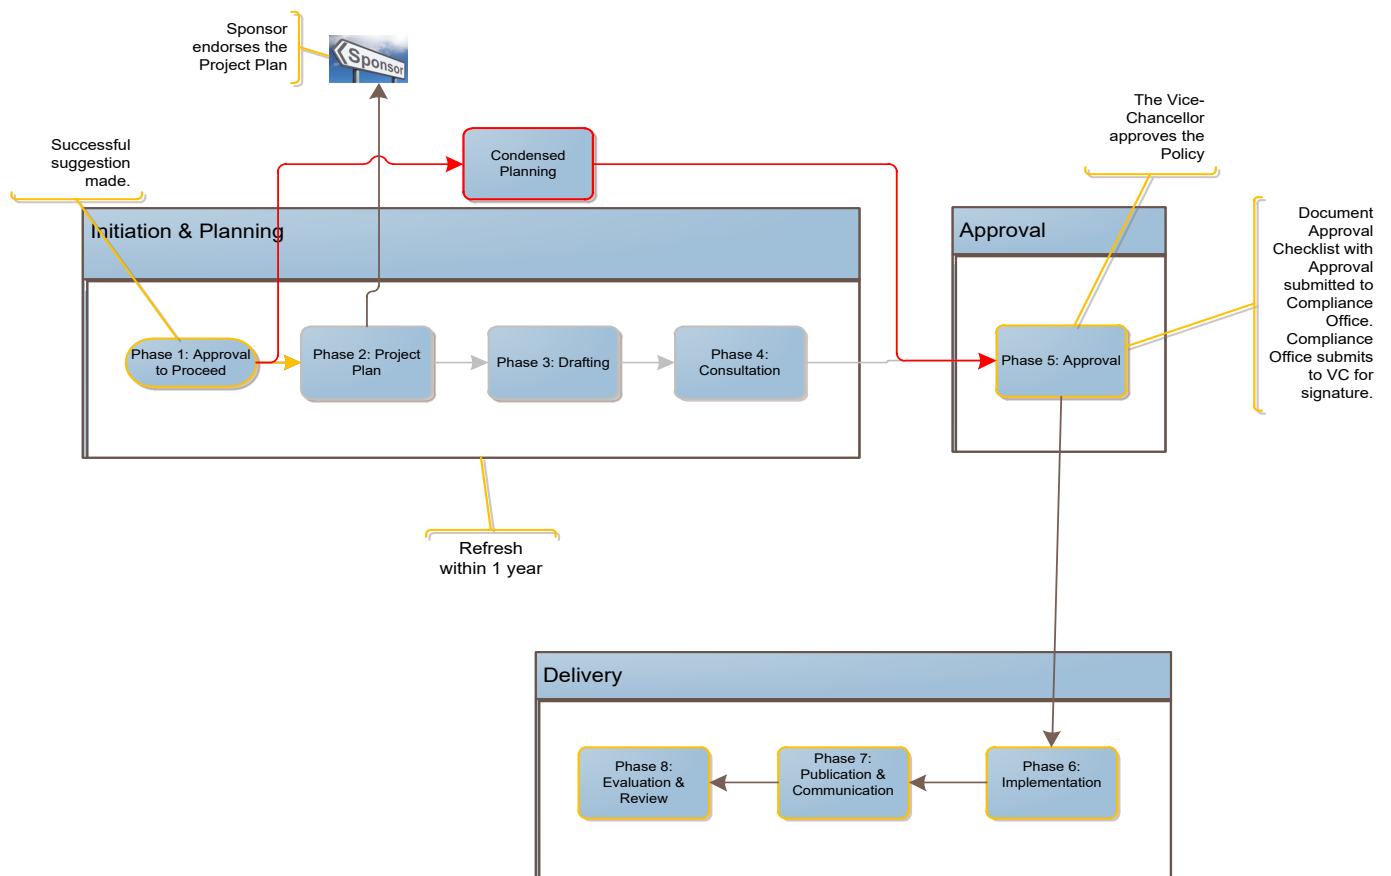 Sponsor
endorses the
Project Plan
Sponsor
The Vice-
Chancellor
approves the
Policy
Successful
suggestion
made.
Condensed
Planning
Initiation & Planning
Approval
Document
Approval
Checklist with
Approval
submitted to
Compliance
Office.
Compliance
Office submits
to VC for
signature.
Phase 1: Approval
to Proceed
Phase 2: Project
Plan
Phase 3: Drafting
Phase 4:
Consultation
Phase 5: Approval
Refresh
within 1 year
Delivery
Phase 8:
Evaluation &
Review
Phase 7:
Publication &
Communication
Phase 6:
Implementation